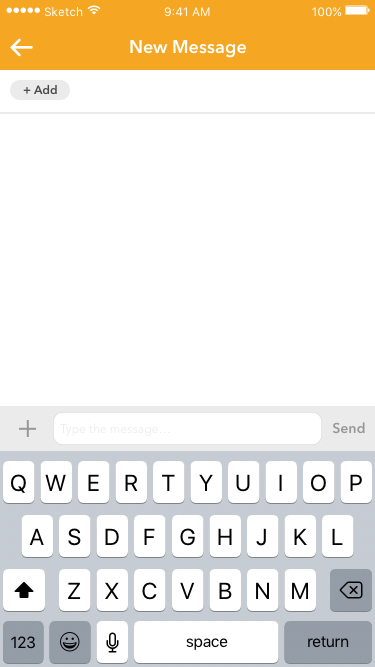 Sketch 9:41 AM 100%
New Message
+ Add
Type the message...
Send
Q W E R T Y U I O P
A S D F G H J K L
Z X C V B N M
123 space return